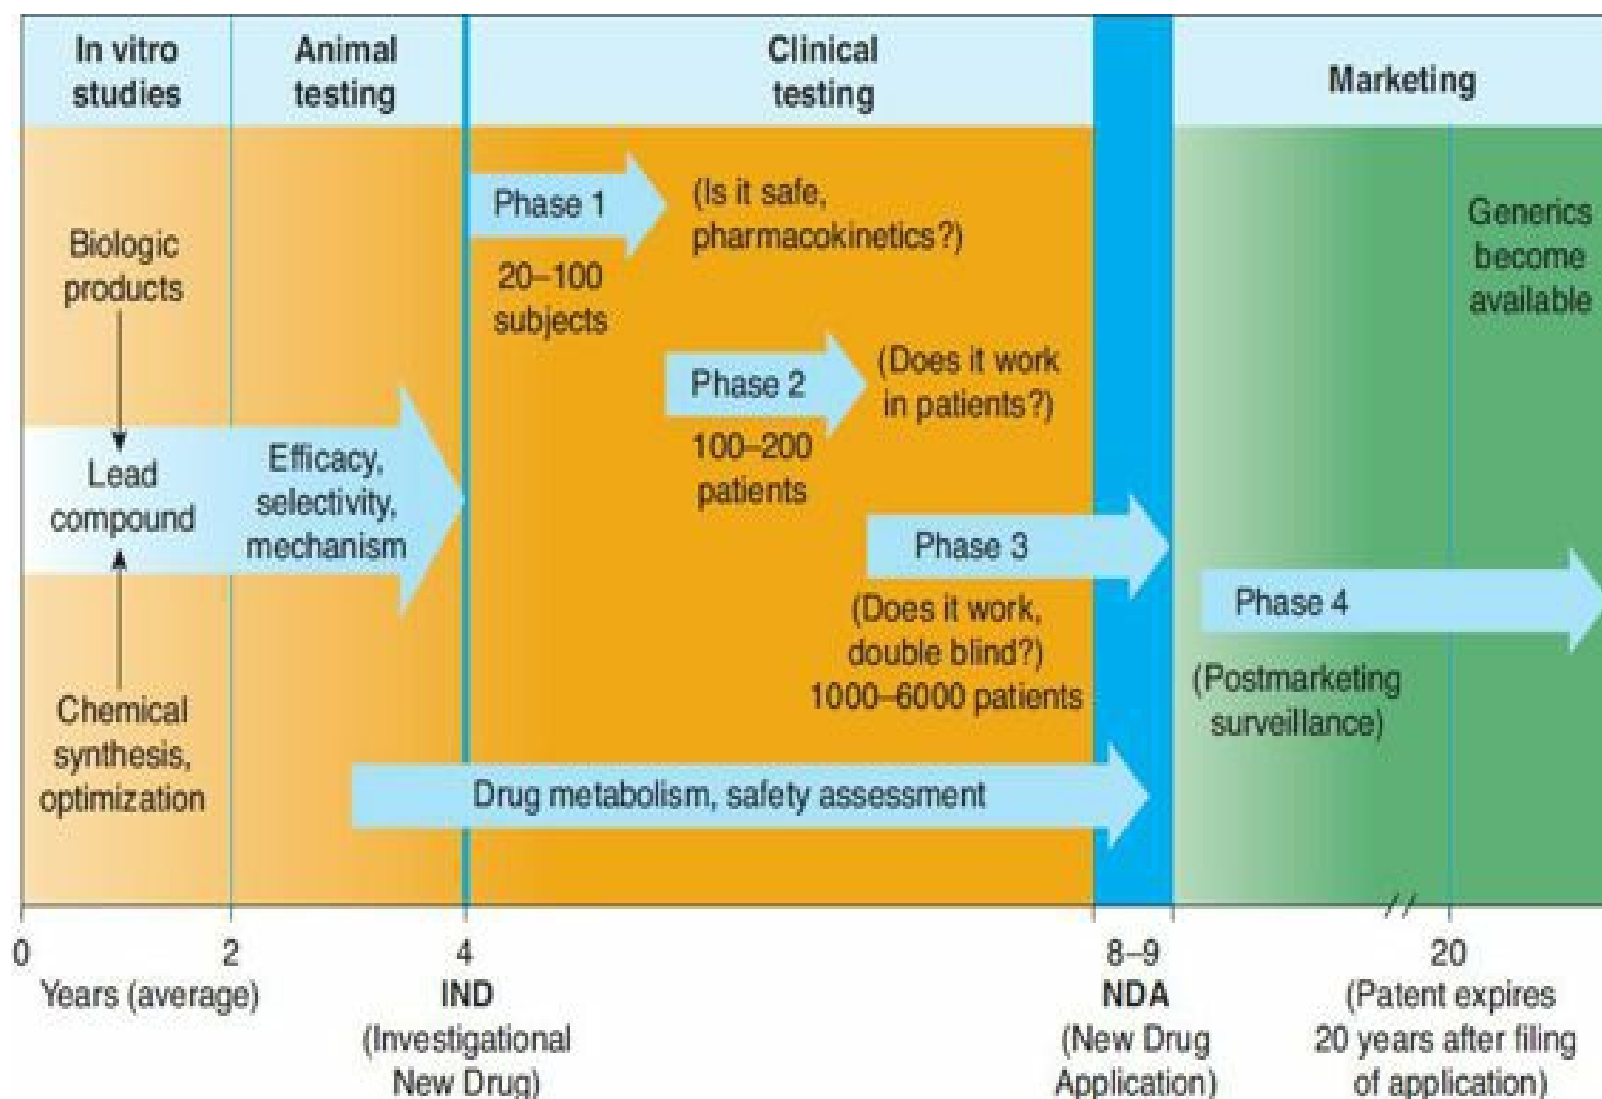 In vitro
studies
Animal
testing
Clinical
testing
Marketing
Biologic
products
Lead
compound
Chemical
synthesis,
optimization
Efficacy,
selectivity,
mechanism
Phase 1
20–100
subjects
(Is it safe,
pharmacokinetics?)
Phase 2
100–200
patients
(Does it work
in patients?)
Phase 3
(Does it work,
double blind?)
1000–6000 patients
Drug metabolism, safety assessment
Generics
become
available
Phase 4
(Postmarketing
surveillance)
0
2
Years (average)
4
IND
(Investigational
New Drug)
8–9
NDA
(New Drug
Application)
20
(Patent expires
20 years after filing
of application)